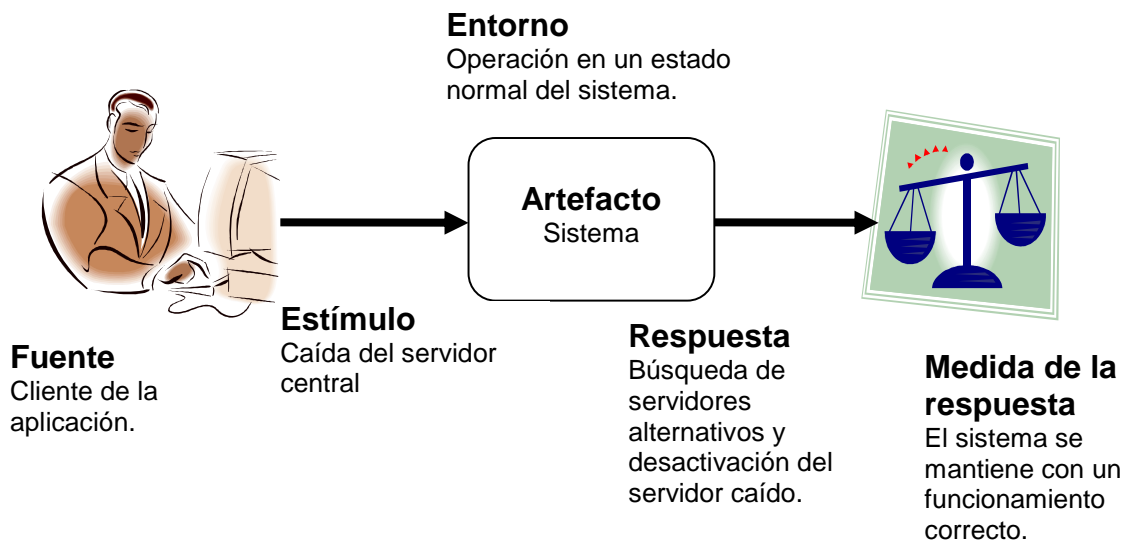 Entorno
Operación en un estado
normal del sistema.
Artefacto
Sistema
Estímulo
Caída del servidor
central
Fuente
Cliente de la
aplicación.
Respuesta
Búsqueda de
servidores
alternativos y
desactivación del
servidor caído.
Medida de la
respuesta
El sistema se
mantiene con un
funcionamiento
correcto.